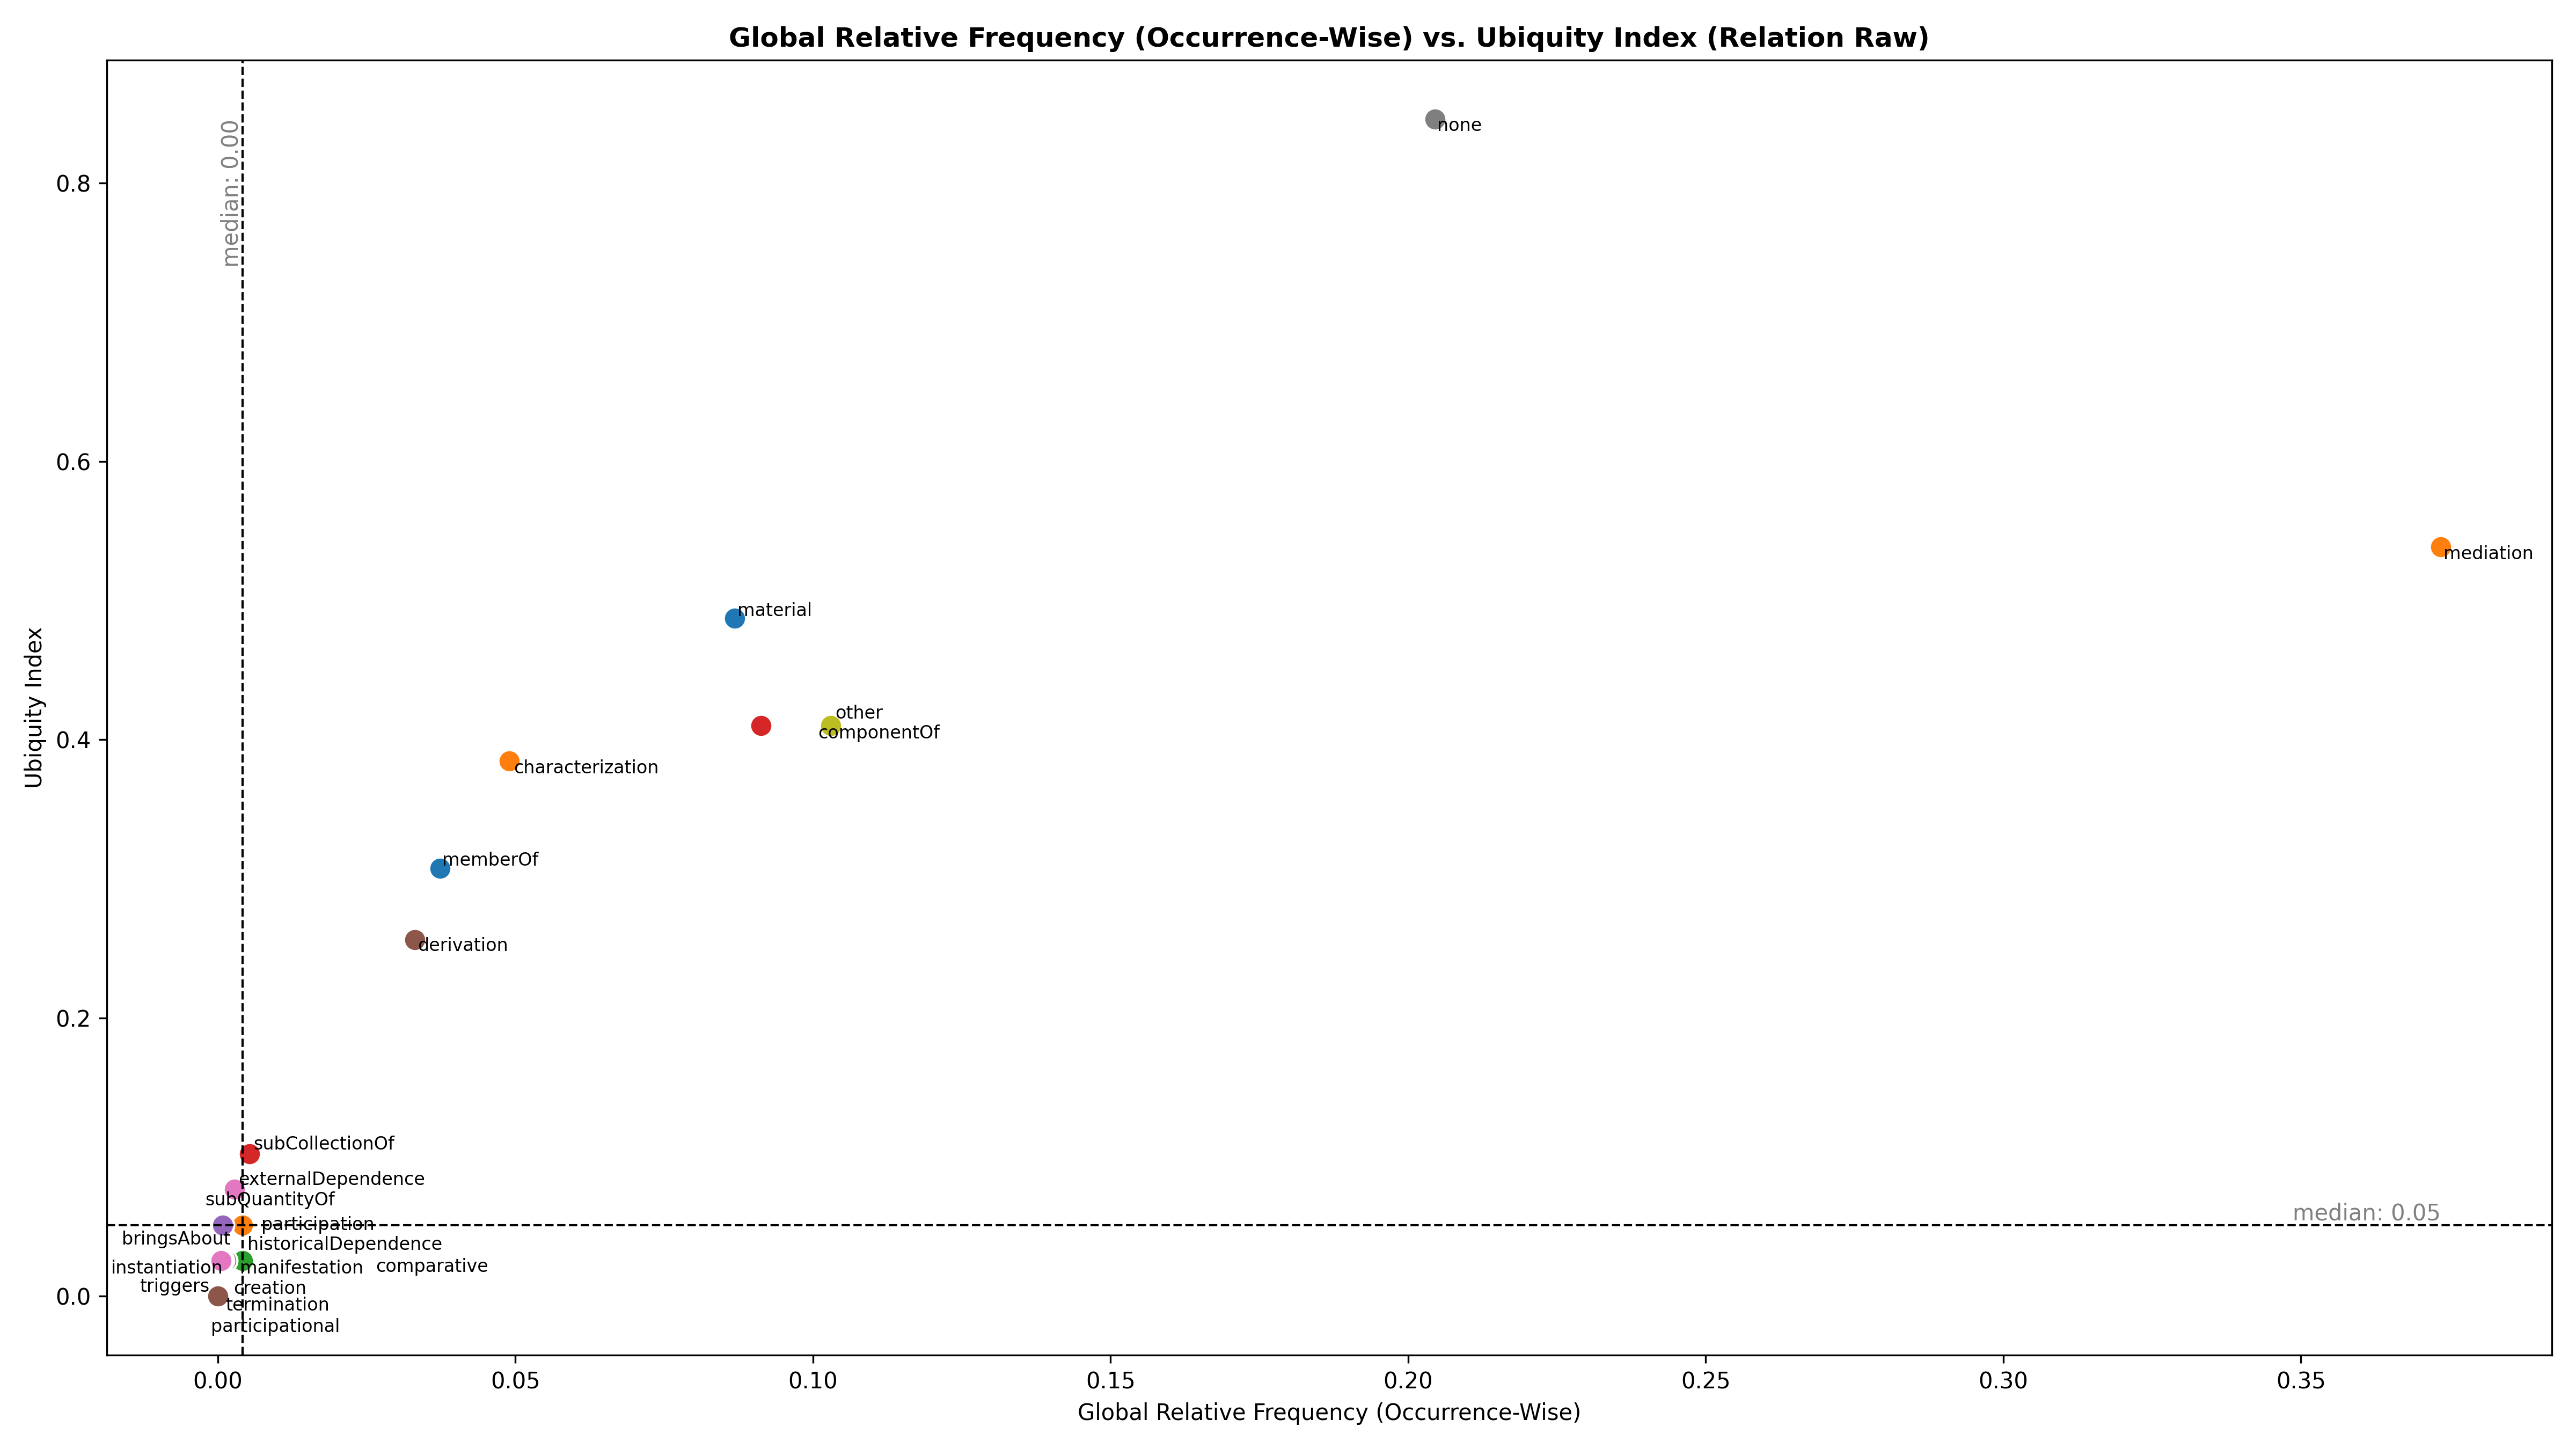 Global Relative Frequency (Occurrence-Wise) vs. Ubiquity Index (Relation Raw)
median: 0.00
none
0.8
0.6
mediation
material
other
componentOf
0.4
characterization
memberOf
derivation
0.2
subCollectionOf
externalDependence
subQuantityOf
median: 0.05
participation
bringsAbout
historicalDependence
comparative
instantiation
manifestation
triggers
creation
0.0
termination
participational
Ubiquity Index
0.00
0.05
0.10
0.15
0.20
0.25
0.30
0.35
Global Relative Frequency (Occurrence-Wise)